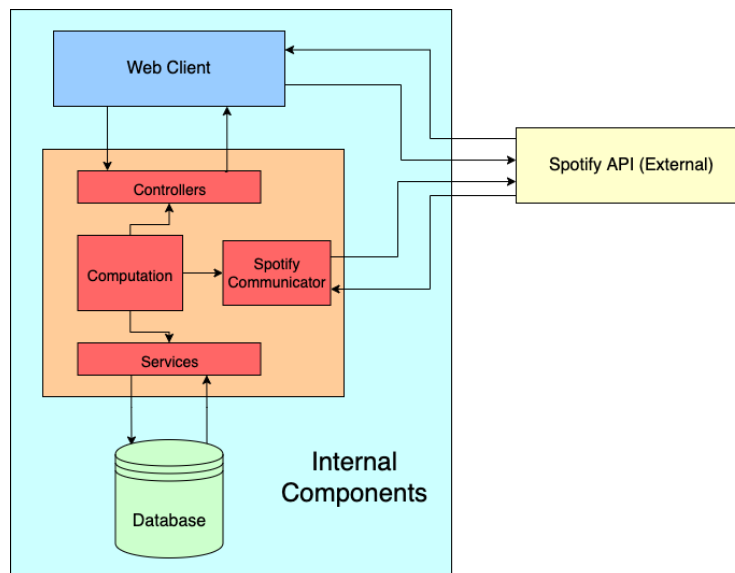 Web Client
Spotify API (External)
Controllers
Computation
Spotify
Communicator
Services
Internal
Components
Database